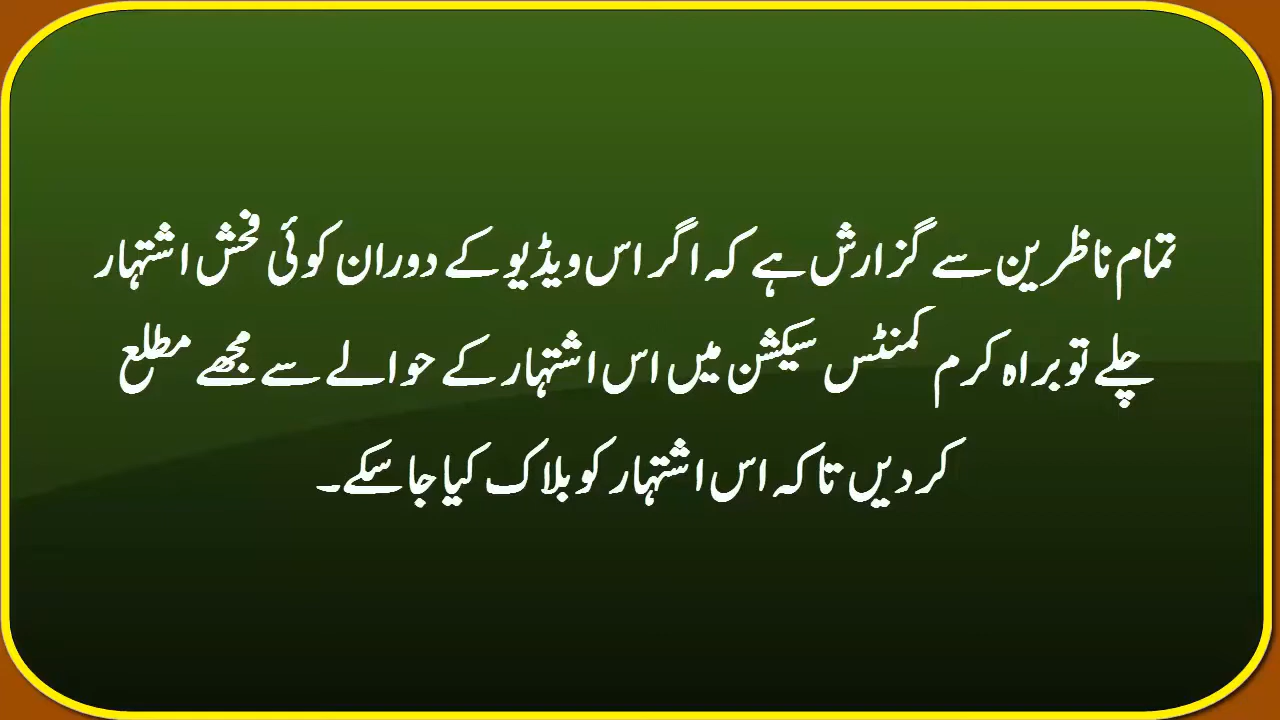 تمام ناظرین سے گزارش ہے کہ اگر اس ویڈیو کے دوران کوئی فحش اشتہار
چلے تو براہ کرم کمنٹس سیکشن میں اس اشتہار کے حوالے سے مجھے مطلع
کر دیں تاکہ اس اشتہار کو بلاک کیا جا سکے۔